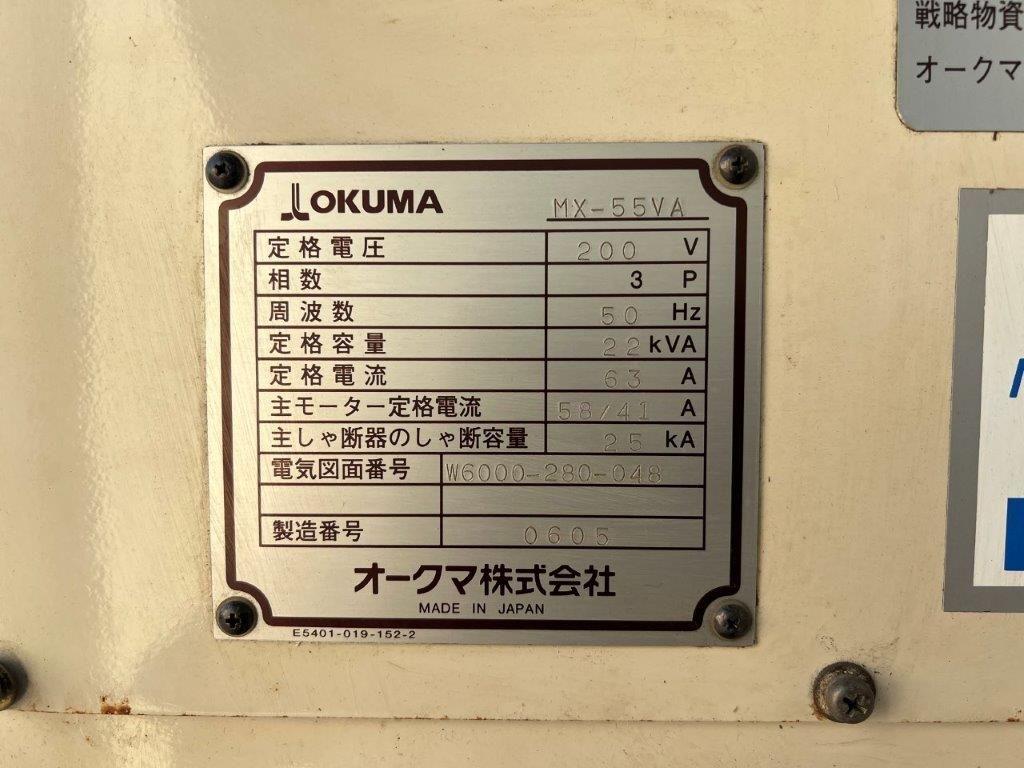 戦略物資
オークマ
OKUMA MX-55VA
定格電圧 200 V
相数 3 P
周波数 50 Hz
定格容量 22 kVA
定格電流 63 A
主モーター定格電流 58/41 A
主しゃ断器のしゃ断容量 25 kA
電気図面番号 W6000-280-048
製造番号 0605
オークマ株式会社
MADE IN JAPAN
E5401-019-152-2